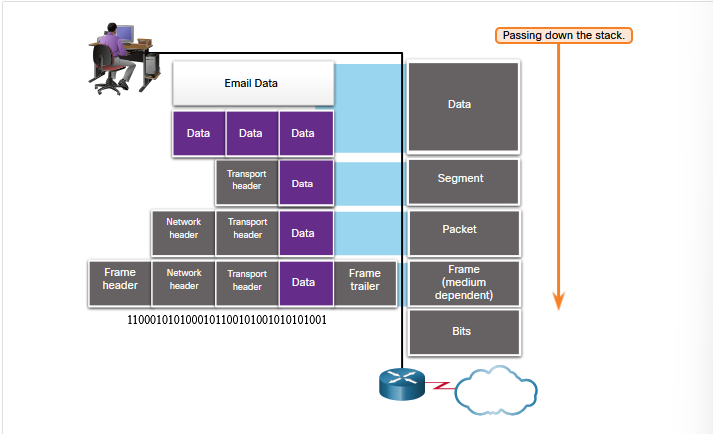 Passing down the stack.
Email Data
Data
Data Data Data
Transport
header
Data
Segment
Network
header
Transport
header
Data
Packet
Frame
header
Network
header
Transport
header
Data
Frame
trailer
Frame
(medium
dependent)
1100010101000101100101001010101001
Bits